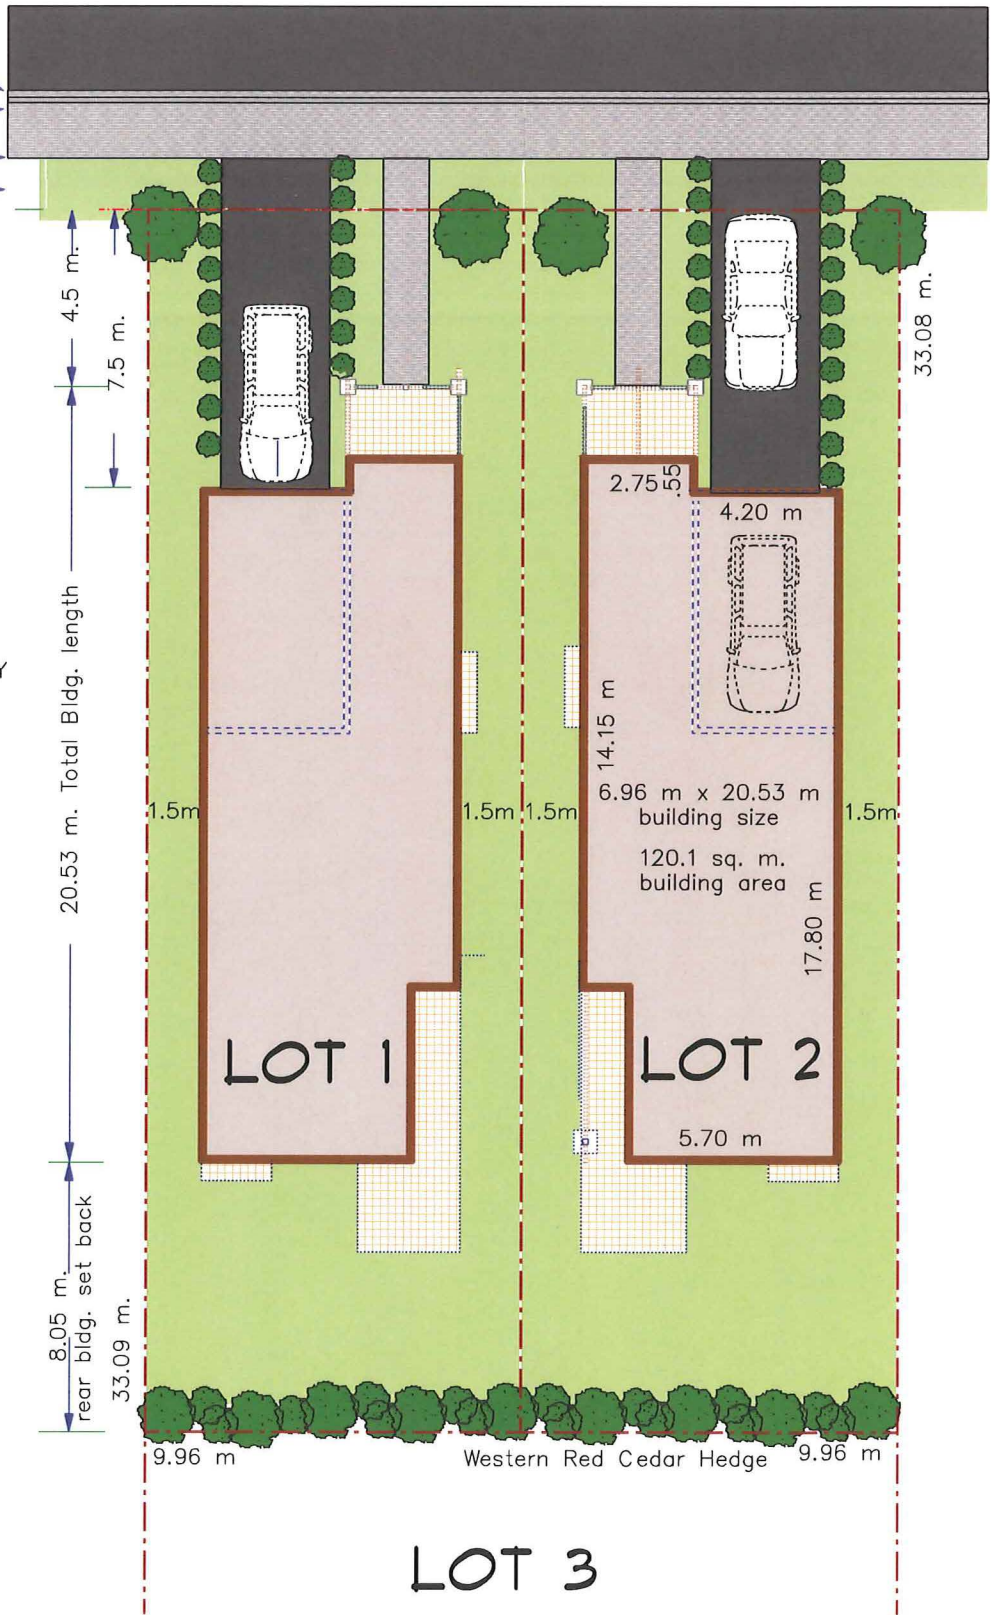 4.5 m.
7.5 m.
33.08 m.
2.75
.55
4.20 m
20.53 m. Total Bldg. length
14.15 m
6.96 m x 20.53 m
building size
1.5m
1.5m
1.5m
1.5m
120.1 sq. m.
building area
17.80 m
LOT 1
LOT 2
5.70 m
8.05 m.
rear bldg. set back
33.09 m.
9.96 m
Western Red Cedar Hedge
9.96 m
LOT 3